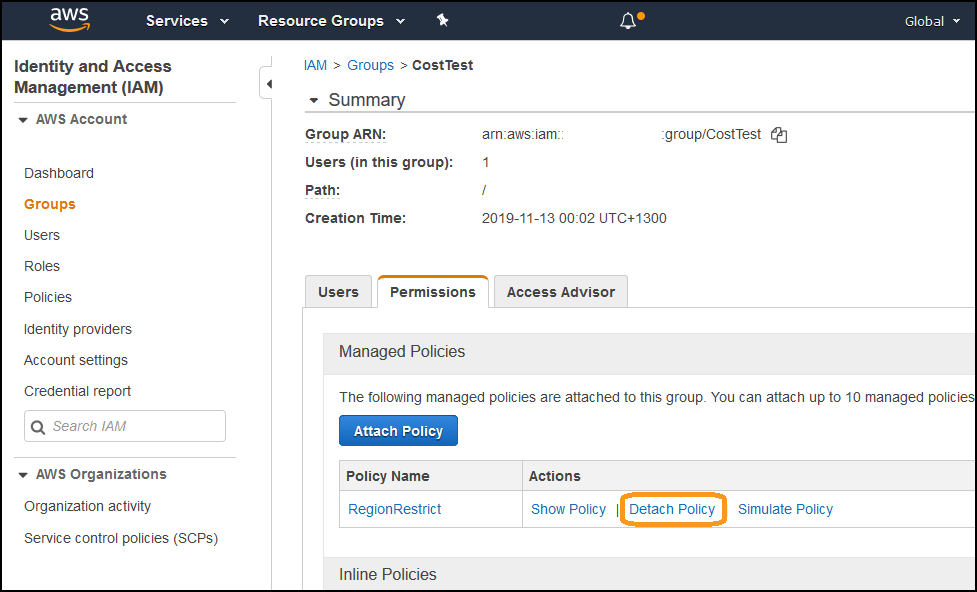 aws Services Resource Groups Global
Identity and Access
Management (IAM)
AWS Account
Dashboard
Groups
Users
Roles
Policies
Identity providers
Account settings
Credential report
Search IAM
AWS Organizations
Organization activity
Service control policies (SCPs)
IAM > Groups > CostTest
Summary
Group ARN: arn:aws:iam:: :group/CostTest
Users (in this group): 1
Path: /
Creation Time: 2019-11-13 00:02 UTC+1300
Users Permissions Access Advisor
Managed Policies
The following managed policies are attached to this group. You can attach up to 10 managed policies
Attach Policy
Policy Name Actions
RegionRestrict Show Policy | Detach Policy Simulate Policy
Inline Policies